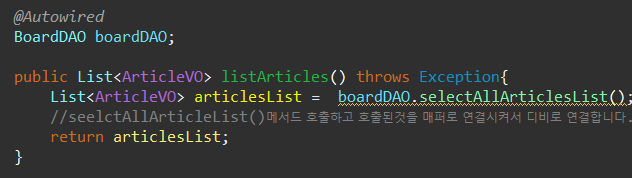 @Autowired
BoardDAO boardDAO;
public List<ArticleVO> listArticles() throws Exception{
List<ArticleVO> articlesList =  boardDAO.selectAllArticlesList();
//seelctAllArticleList()메서드 호출하고 호출된것을 매퍼로 연결시켜서 디비로 연결합니다.
return articlesList;
}